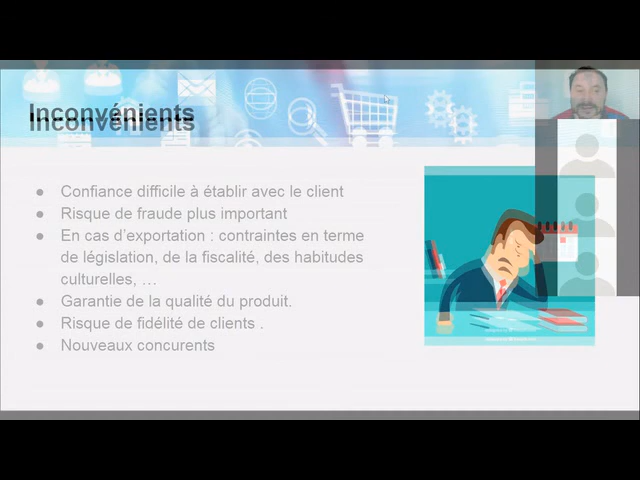 Inconvénients
● Confiance difficile à établir avec le client
● Risque de fraude plus important
● En cas d'exportation : contraintes en terme
de législation, de la fiscalité, des habitudes
culturelles, …
● Garantie de la qualité du produit.
● Risque de fidélité de clients .
● Nouveaux concurents